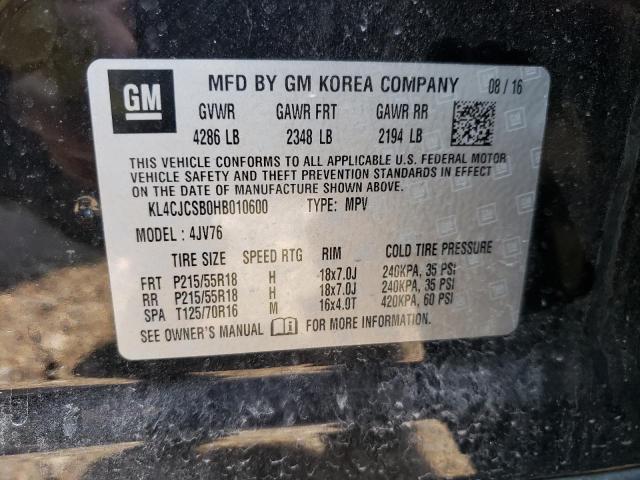 GM
MFD BY GM KOREA COMPANY 08 / 16
GVWR GAWR FRT GAWR RR
4286 LB 2348 LB 2194 LB
THIS VEHICLE CONFORMS TO ALL APPLICABLE U.S. FEDERAL MOTOR
VEHICLE SAFETY AND THEFT PREVENTION STANDARDS IN EFFECT
ON THE DATE OF MANUFACTURE SHOWN ABOVE.
KL4CJCSB0HB010600 TYPE: MPV
MODEL : 4JV76
TIRE SIZE SPEED RTG RIM COLD TIRE PRESSURE
FRT P215/55R18 H 18x7.0J 240KPA, 35 PSI
RR P215/55R18 H 18x7.0J 240KPA, 35 PSI
SPA T125/70R16 M 16x4.0T 420KPA, 60 PSI
SEE OWNER'S MANUAL FOR MORE INFORMATION.